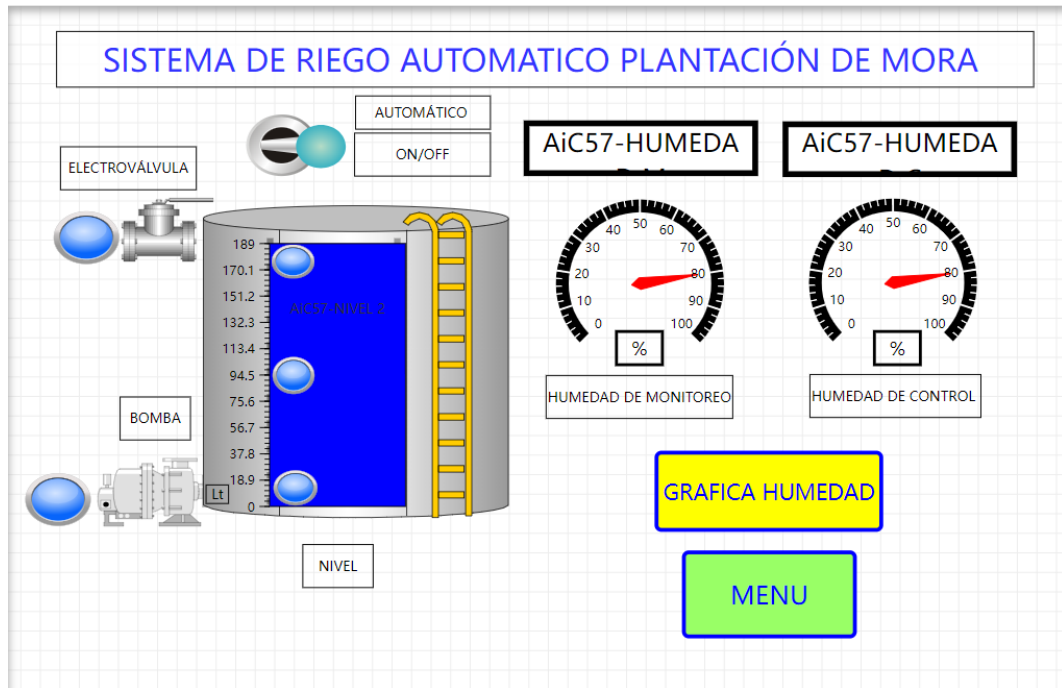 SISTEMA DE RIEGO AUTOMATICO PLANTACIÓN DE MORA
AUTOMÁTICO
ON/OFF
ELECTROVÁLVULA
AiC57-HUMEDA
AiC57-HUMEDA
189
170.1
151.2
132.3
113.4
94.5
75.6
56.7
37.8
18.9
0
AiC57-NIVEL 2
Lt
BOMBA
NIVEL
0
10
20
30
40
50
60
70
80
90
100
%
HUMEDAD DE MONITOREO
0
10
20
30
40
50
60
70
80
90
100
%
HUMEDAD DE CONTROL
GRAFICA HUMEDAD
MENU